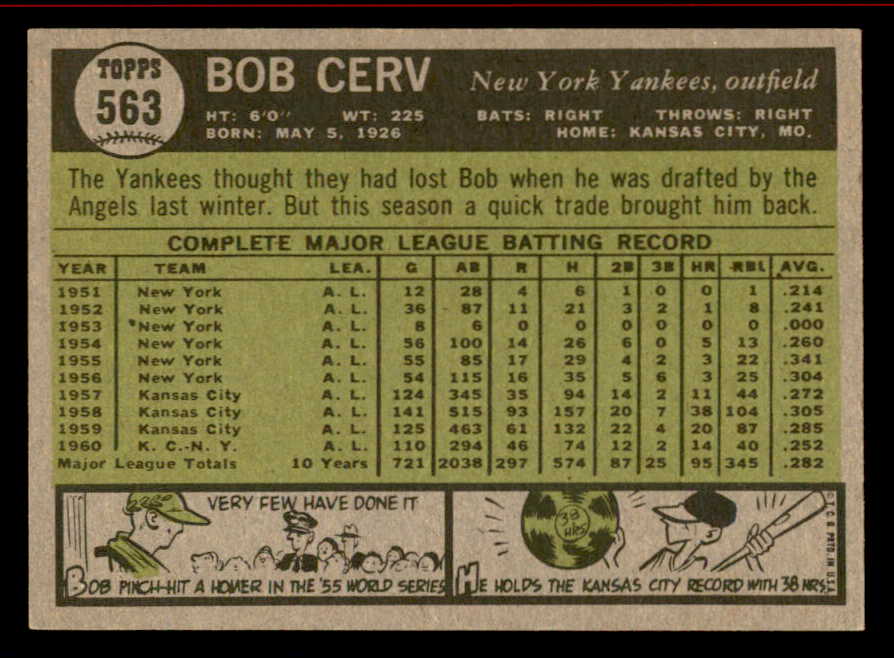 TOPPS
563
BOB CERV
New York Yankees, outfield
HT: 6'0" WT: 225 BATS: RIGHT THROWS: RIGHT
BORN: MAY 5, 1926 HOME: KANSAS CITY, MO.
The Yankees thought they had lost Bob when he was drafted by the
Angels last winter. But this season a quick trade brought him back.
COMPLETE MAJOR LEAGUE BATTING RECORD
YEAR TEAM LEA. G AB R H 2B 3B HR RBI AVG.
1951 New York A. L. 12 28 4 6 1 0 0 1 .214
1952 New York A. L. 36 87 11 21 3 2 1 8 .241
1953 New York A. L. 8 6 0 0 0 0 0 0 .000
1954 New York A. L. 56 100 14 26 6 0 5 13 .260
1955 New York A. L. 55 85 17 29 4 2 3 22 .341
1956 New York A. L. 54 115 16 35 5 6 3 25 .304
1957 Kansas City A. L. 124 345 35 94 14 2 11 44 .272
1958 Kansas City A. L. 141 515 93 157 20 7 38 104 .305
1959 Kansas City A. L. 125 463 61 132 22 4 20 87 .285
1960 K. C.-N. Y. A. L. 110 294 46 74 12 2 14 40 .252
Major League Totals 10 Years 721 2038 297 574 87 25 95 345 .282
VERY FEW HAVE DONE IT
BOB PINCH-HIT A HOMER IN THE '55 WORLD SERIES
38
HRS
HE HOLDS THE KANSAS CITY RECORD WITH 38 HRS.
©T. C. G. PRTD. IN U.S.A.